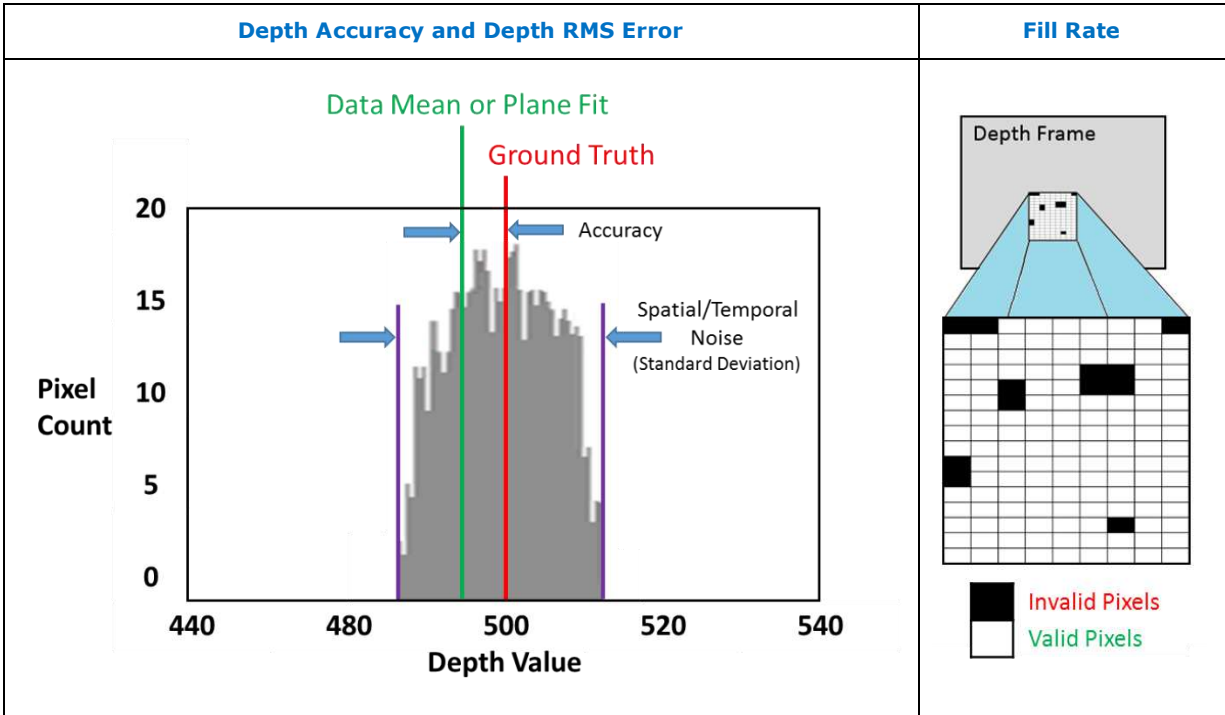 Depth Accuracy and Depth RMS Error
Fill Rate
Data Mean or Plane Fit
Ground Truth
Accuracy
Spatial/Temporal
Noise
(Standard Deviation)
Pixel
Count
20
15
10
5
0
440
480
500
520
540
Depth Value
Depth Frame
Invalid Pixels
Valid Pixels